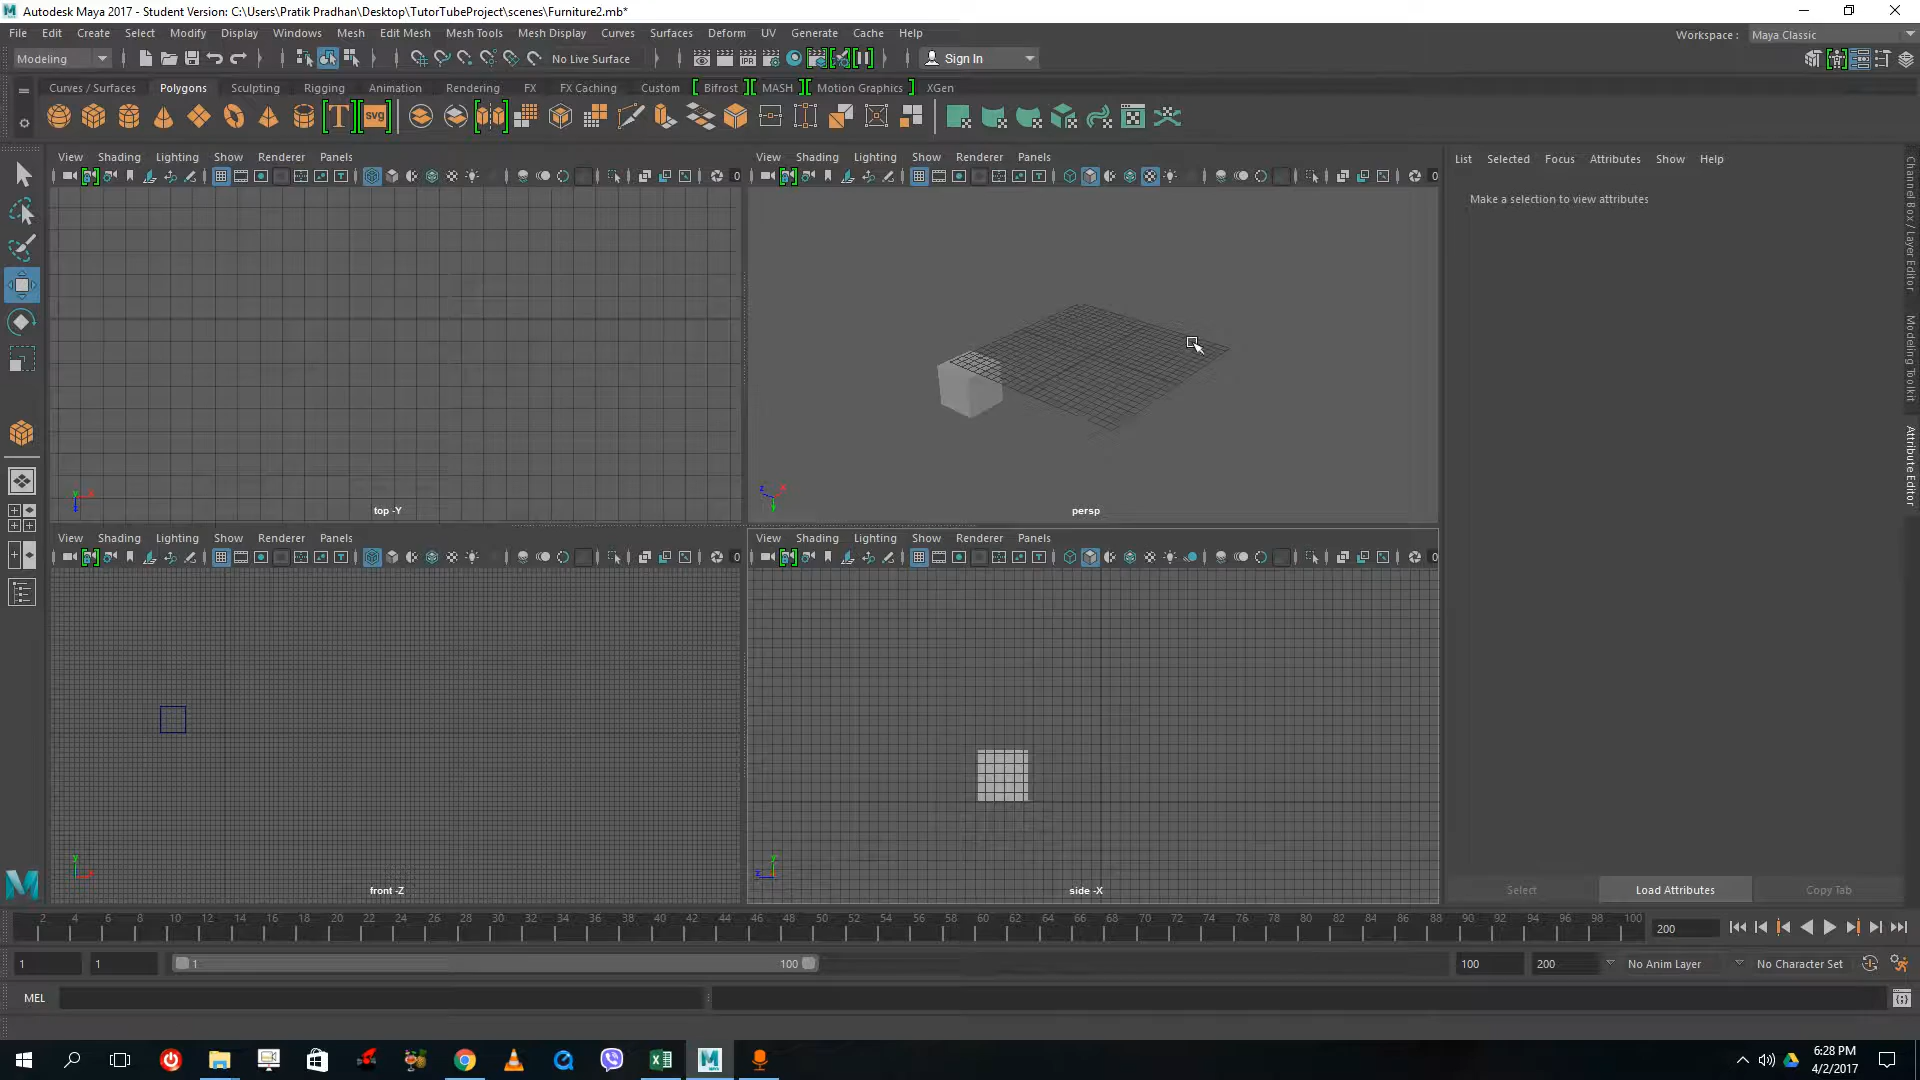 Autodesk Maya 2017 - Student Version: C:\Users\Pratik Pradhan\Desktop\TutorTubeProject\scenes\Furniture2.mb*
File Edit Create Select Modify Display Windows Mesh Edit Mesh Mesh Tools Mesh Display Curves Surfaces Deform UV Generate Cache Help
Workspace : Maya Classic
Modeling No Live Surface Sign In
Curves / Surfaces Polygons Sculpting Rigging Animation Rendering FX FX Caching Custom Bifrost MASH Motion Graphics XGen
View Shading Lighting Show Renderer Panels
View Shading Lighting Show Renderer Panels
List Selected Focus Attributes Show Help
Make a selection to view attributes
top -Y
persp
View Shading Lighting Show Renderer Panels
View Shading Lighting Show Renderer Panels
front -Z
side -X
Channel Box / Layer Editor
Modeling Toolkit
Attribute Editor
Select Load Attributes Copy Tab
2 4 6 8 10 12 14 16 18 20 22 24 26 28 30 32 34 36 38 40 42 44 46 48 50 52 54 56 58 60 62 64 66 68 70 72 74 76 78 80 82 84 86 88 90 92 94 96 98 100
200
1 1 1 100 100 200 No Anim Layer No Character Set
MEL
6:28 PM
4/2/2017